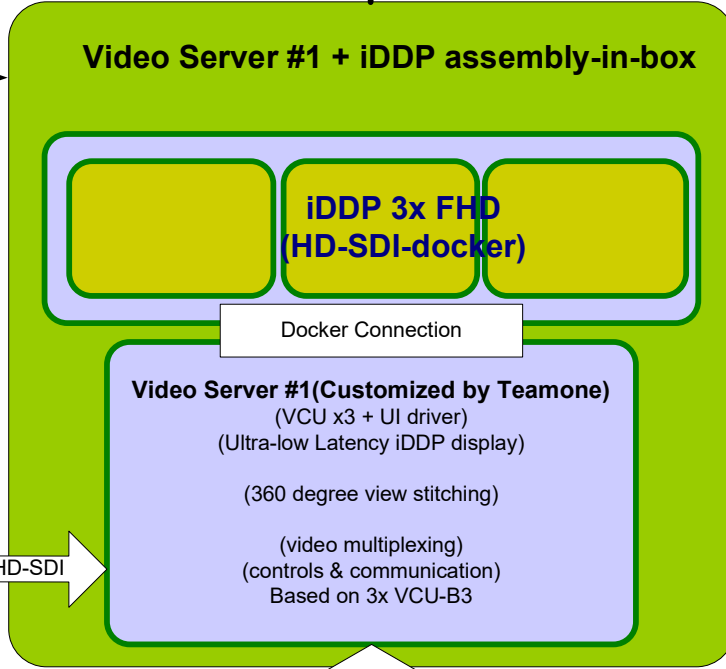 Video Server #1 + iDDP assembly-in-box
iDDP 3x FHD
(HD-SDI-docker)
Docker Connection
Video Server #1(Customized by Teamone)
(VCU x3 + UI driver)
(Ultra-low Latency iDDP display)
(360 degree view stitching)
(video multiplexing)
(controls & communication)
HD-SDI
Based on 3x VCU-B3